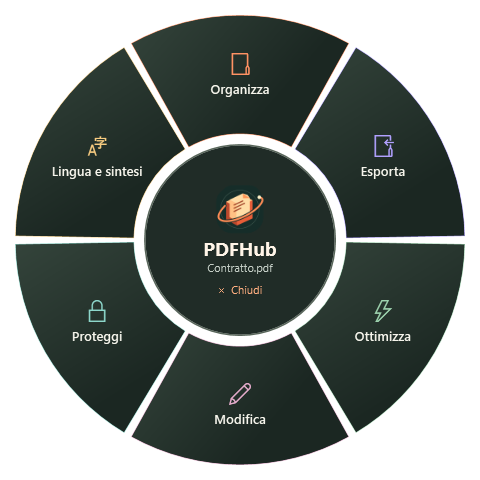 Organizza
Lingua e sintesi
Esporta
PDFHub
Contratto.pdf
× Chiudi
Proteggi
Ottimizza
Modifica